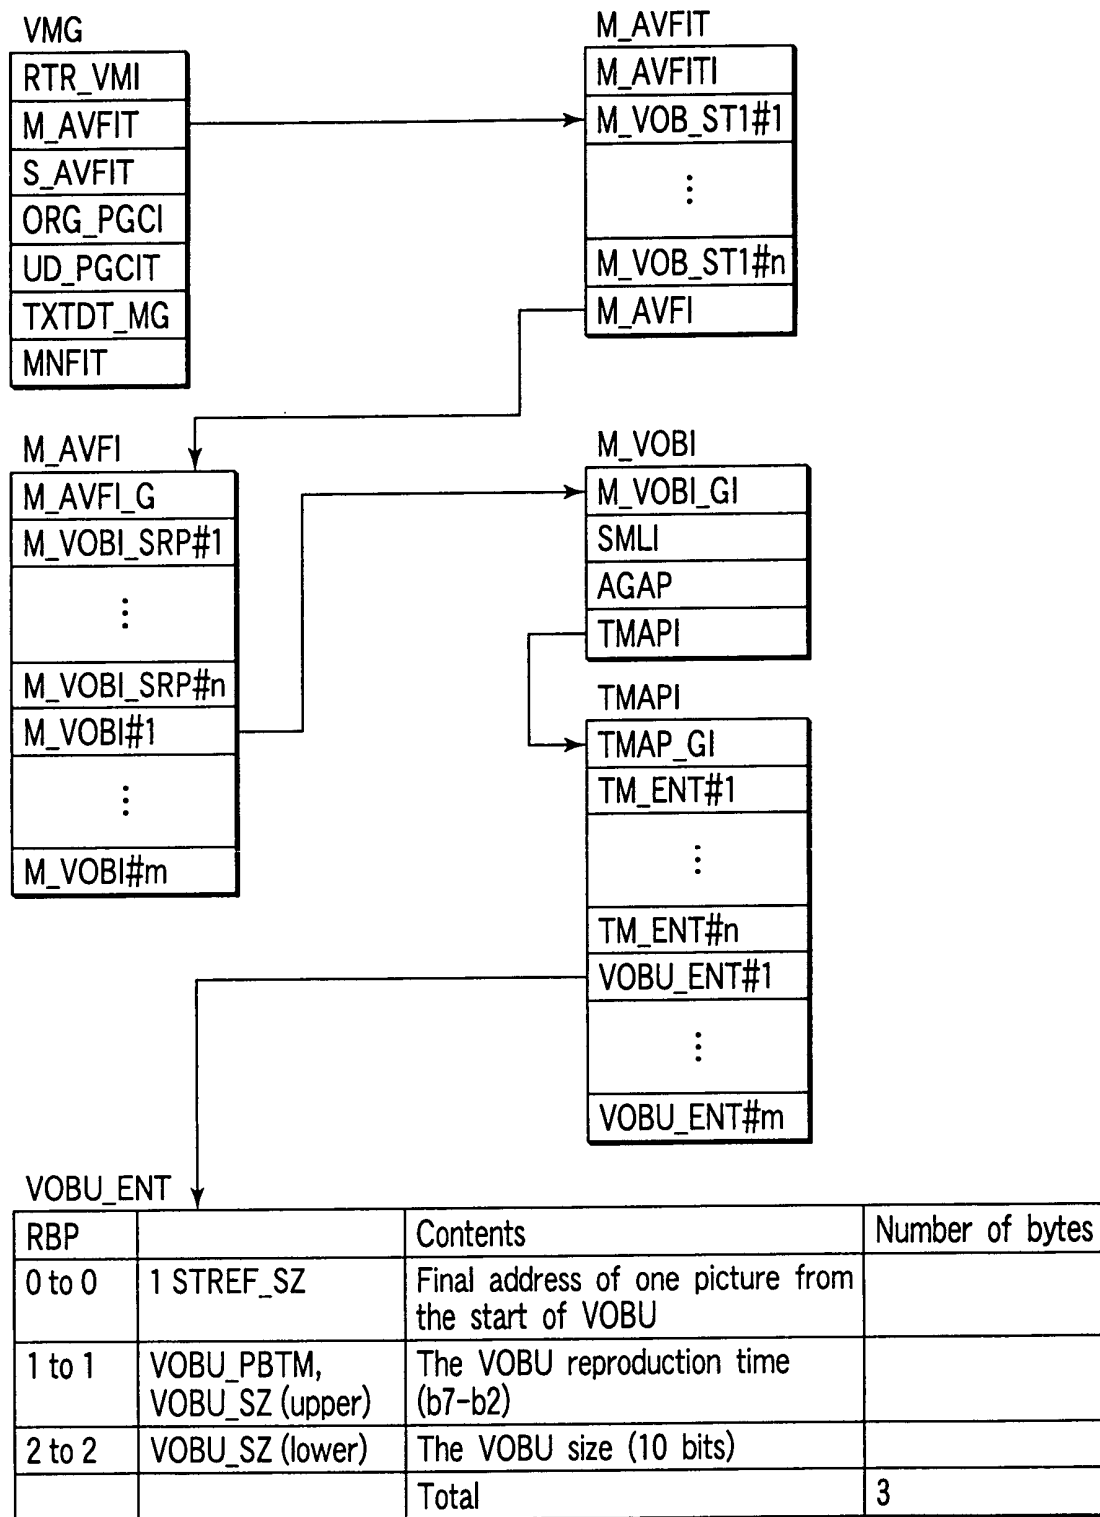 VMG
RTR_VMI
M_AVFIT
S_AVFIT
ORG_PGCI
UD_PGCIT
TXTDT_MG
MNFIT
M_AVFIT
M_AVFITI
M_VOB_ST1#1
⋮
M_VOB_ST1#n
M_AVFI
M_AVFI
M_AVFI_G
M_VOBI_SRP#1
⋮
M_VOBI_SRP#n
M_VOBI#1
⋮
M_VOBI#m
M_VOBI
M_VOBI_GI
SMLI
AGAP
TMAPI
TMAPI
TMAP_GI
TM_ENT#1
⋮
TM_ENT#n
VOBU_ENT#1
⋮
VOBU_ENT#m
VOBU_ENT
RBP Contents Number of bytes
0 to 0 1 STREF_SZ Final address of one picture from
the start of VOBU
1 to 1 VOBU_PBTM, The VOBU reproduction time
VOBU_SZ (upper) (b7-b2)
2 to 2 VOBU_SZ (lower) The VOBU size (10 bits)
Total 3